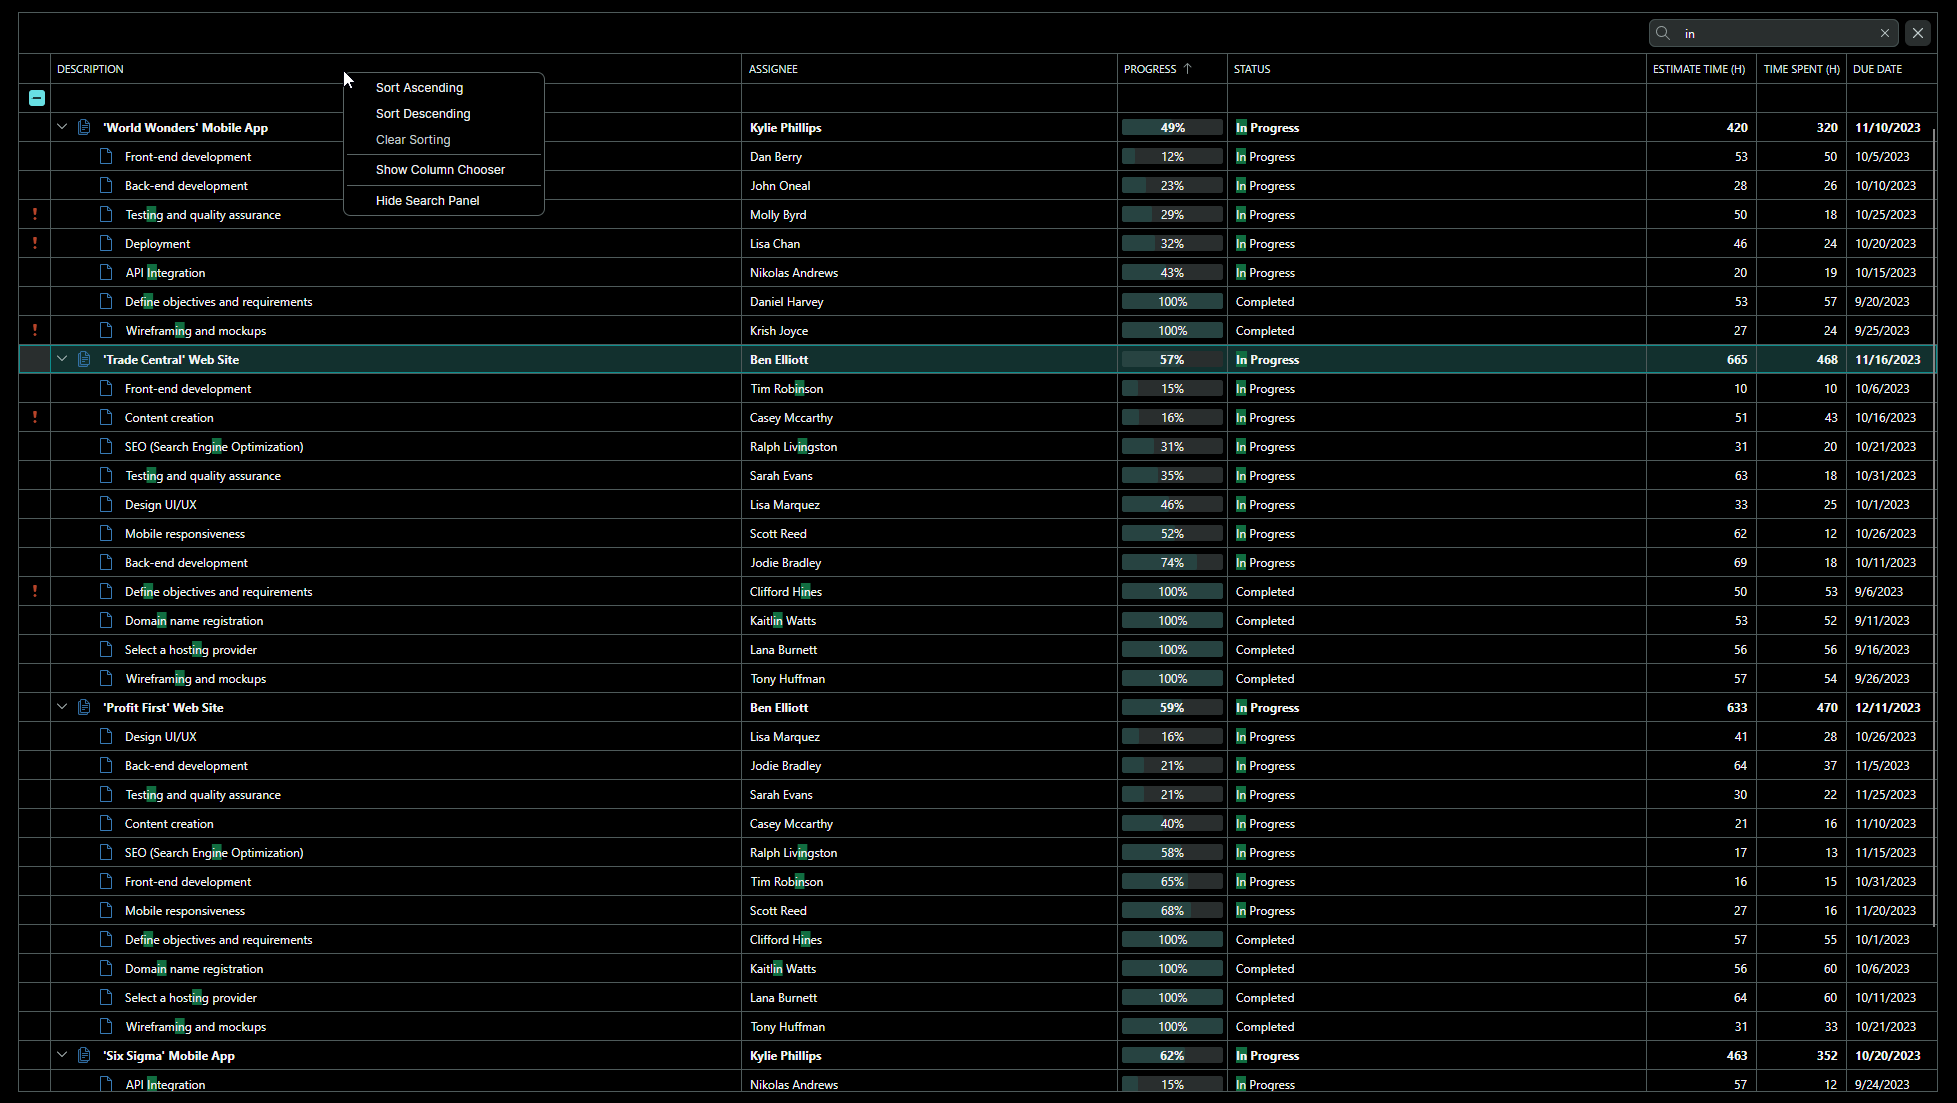 in
DESCRIPTION ASSIGNEE PROGRESS STATUS ESTIMATE TIME (H) TIME SPENT (H) DUE DATE
Sort Ascending
Sort Descending
Clear Sorting
Show Column Chooser
Hide Search Panel
'World Wonders' Mobile App Kylie Phillips 49% In Progress 420 320 11/10/2023
Front-end development Dan Berry 12% In Progress 53 50 10/5/2023
Back-end development John Oneal 23% In Progress 28 26 10/10/2023
! Testing and quality assurance Molly Byrd 29% In Progress 50 18 10/25/2023
! Deployment Lisa Chan 32% In Progress 46 24 10/20/2023
API Integration Nikolas Andrews 43% In Progress 20 19 10/15/2023
Define objectives and requirements Daniel Harvey 100% Completed 53 57 9/20/2023
! Wireframing and mockups Krish Joyce 100% Completed 27 24 9/25/2023
'Trade Central' Web Site Ben Elliott 57% In Progress 665 468 11/16/2023
Front-end development Tim Robinson 15% In Progress 10 10 10/6/2023
! Content creation Casey Mccarthy 16% In Progress 51 43 10/16/2023
SEO (Search Engine Optimization) Ralph Livingston 31% In Progress 31 20 10/21/2023
Testing and quality assurance Sarah Evans 35% In Progress 63 18 10/31/2023
Design UI/UX Lisa Marquez 46% In Progress 33 25 10/1/2023
Mobile responsiveness Scott Reed 52% In Progress 62 12 10/26/2023
Back-end development Jodie Bradley 74% In Progress 69 18 10/11/2023
! Define objectives and requirements Clifford Hines 100% Completed 50 53 9/6/2023
Domain name registration Kaitlin Watts 100% Completed 53 52 9/11/2023
Select a hosting provider Lana Burnett 100% Completed 56 56 9/16/2023
Wireframing and mockups Tony Huffman 100% Completed 57 54 9/26/2023
'Profit First' Web Site Ben Elliott 59% In Progress 633 470 12/11/2023
Design UI/UX Lisa Marquez 16% In Progress 41 28 10/26/2023
Back-end development Jodie Bradley 21% In Progress 64 37 11/5/2023
Testing and quality assurance Sarah Evans 21% In Progress 30 22 11/25/2023
Content creation Casey Mccarthy 40% In Progress 21 16 11/10/2023
SEO (Search Engine Optimization) Ralph Livingston 58% In Progress 17 13 11/15/2023
Front-end development Tim Robinson 65% In Progress 16 15 10/31/2023
Mobile responsiveness Scott Reed 68% In Progress 27 16 11/20/2023
Define objectives and requirements Clifford Hines 100% Completed 57 55 10/1/2023
Domain name registration Kaitlin Watts 100% Completed 56 60 10/6/2023
Select a hosting provider Lana Burnett 100% Completed 64 60 10/11/2023
Wireframing and mockups Tony Huffman 100% Completed 31 33 10/21/2023
'Six Sigma' Mobile App Kylie Phillips 62% In Progress 463 352 10/20/2023
API Integration Nikolas Andrews 15% In Progress 57 12 9/24/2023